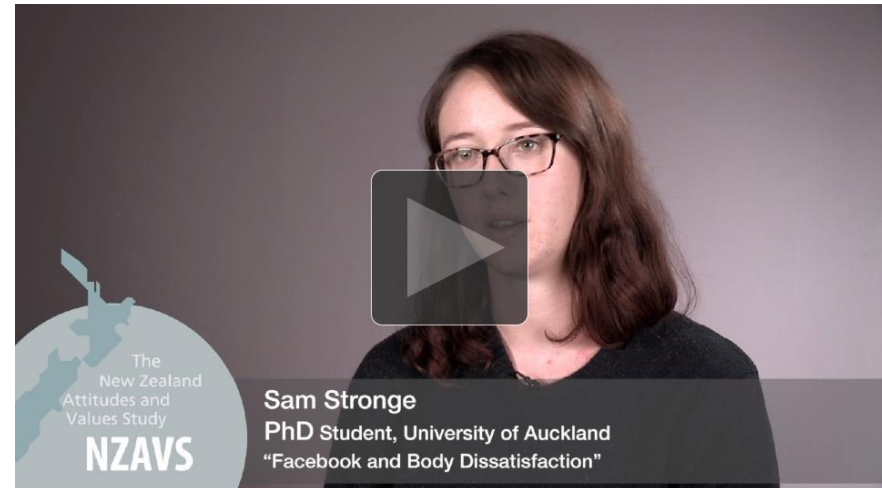 The
New Zealand
Attitudes and
Values Study
NZAVS
Sam Stronge
PhD Student, University of Auckland
“Facebook and Body Dissatisfaction”